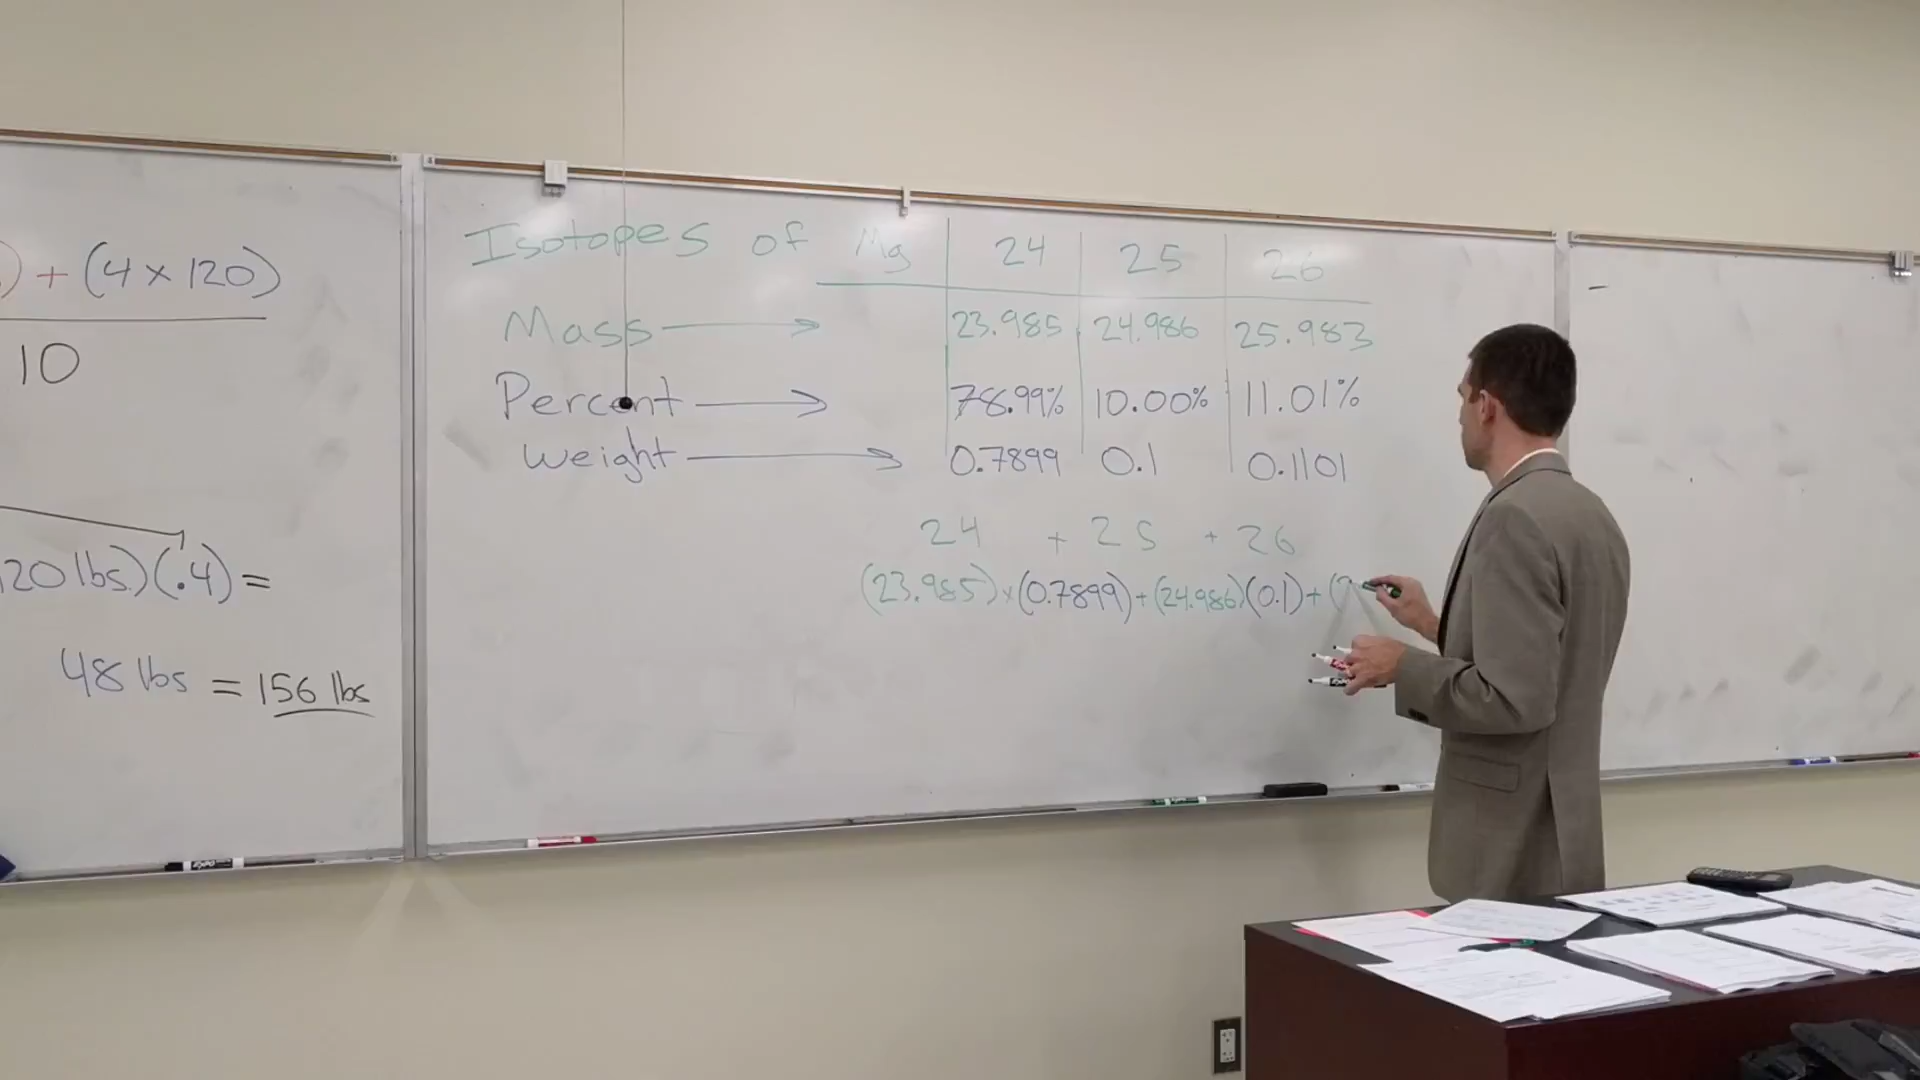 ) + (4 x 120)
10
20 lbs.)(.4) =
48 lbs = 156 lbs
Isotopes of Mg 24 25 26
Mass → 23.985 24.986 25.983
Percent → 78.99% 10.00% 11.01%
Weight → 0.7899 0.1 0.1101
24 + 25 + 26
(23.985) x (0.7899) + (24.986)(0.1) + (2